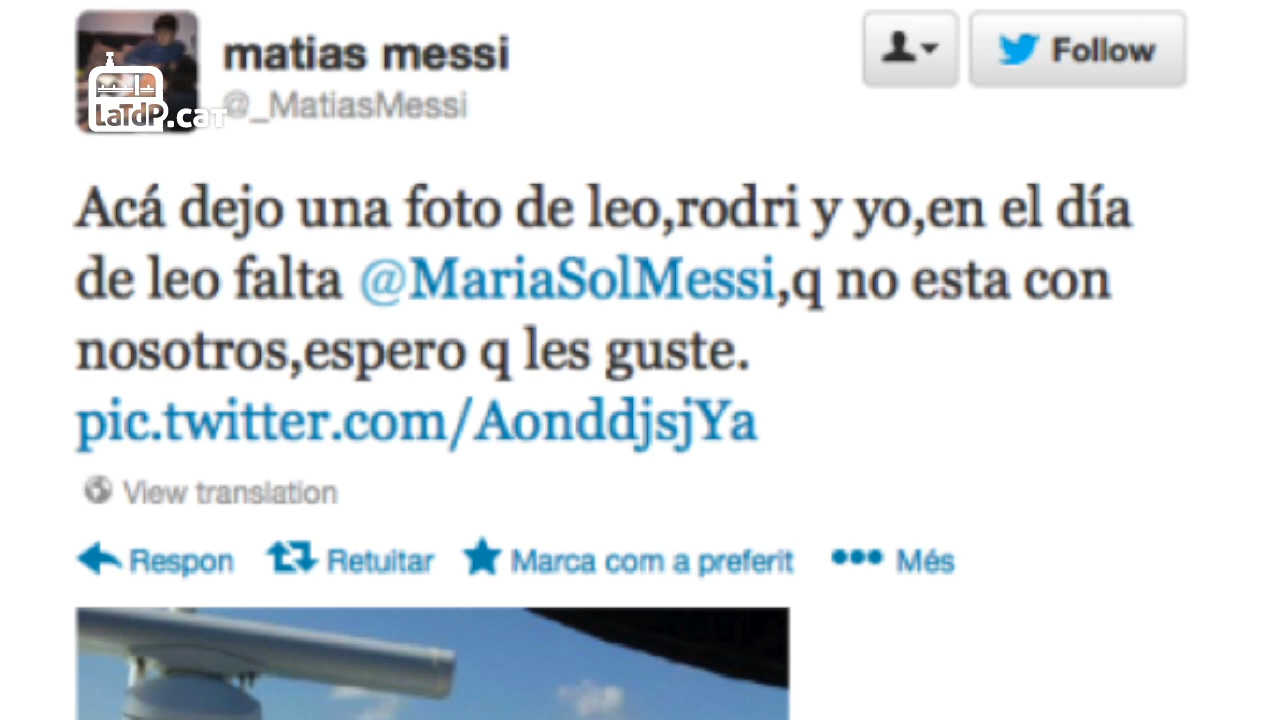 matias messi
Follow
@_MatiasMessi
LaTdP.cat
Acá dejo una foto de leo,rodri y yo,en el día
de leo falta @MariaSolMessi,q no esta con
nosotros,espero q les guste.
pic.twitter.com/AonddjsjYa
View translation
Respon Retuitar Marca com a preferit Més